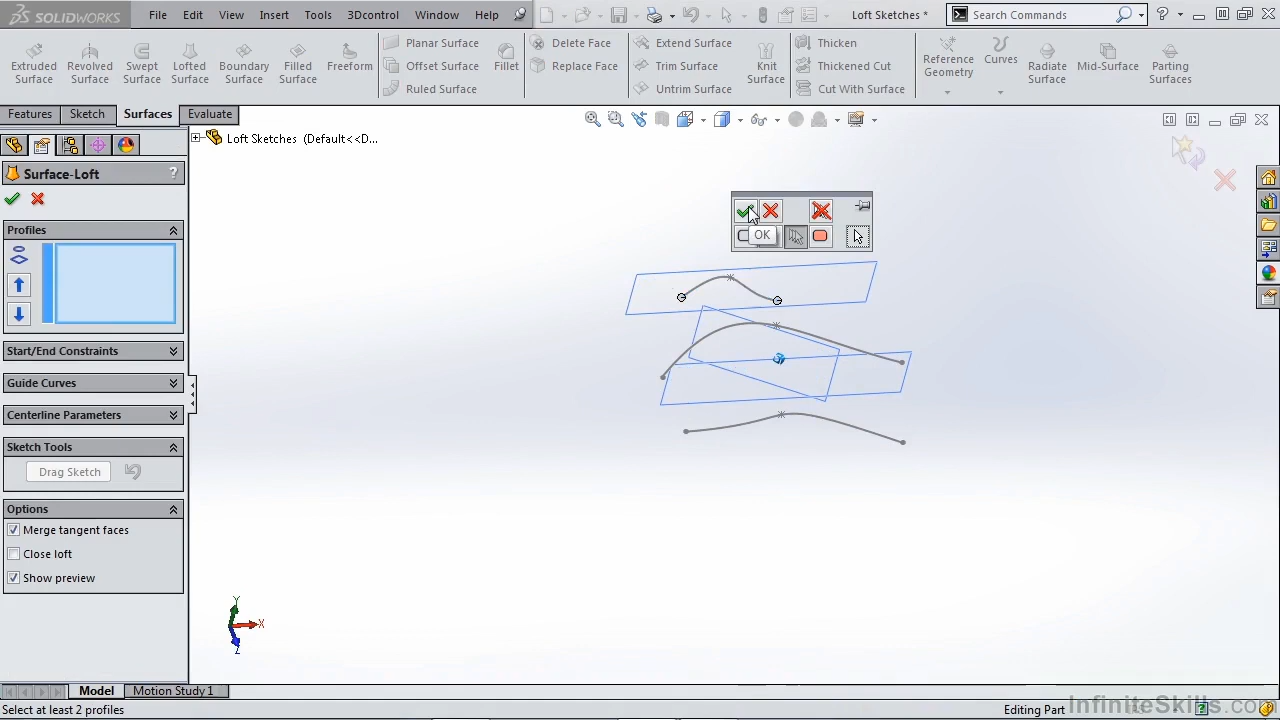 SOLIDWORKS File Edit View Insert Tools 3Dcontrol Window Help Loft Sketches * Search Commands ?
Extruded Surface
Revolved Surface
Swept Surface
Lofted Surface
Boundary Surface
Filled Surface
Freeform
Planar Surface
Offset Surface
Ruled Surface
Fillet
Delete Face
Replace Face
Extend Surface
Trim Surface
Untrim Surface
Knit Surface
Thicken
Thickened Cut
Cut With Surface
Reference Geometry
Curves
Radiate Surface
Mid-Surface
Parting Surfaces
Features Sketch Surfaces Evaluate
Loft Sketches (Default<<D...
Surface-Loft ?
Profiles
OK
Start/End Constraints
Guide Curves
Centerline Parameters
Sketch Tools
Drag Sketch
Options
Merge tangent faces
Close loft
Show preview
Y
X
Z
Model Motion Study 1
Select at least 2 profiles Editing Part
InfiniteSkills.com